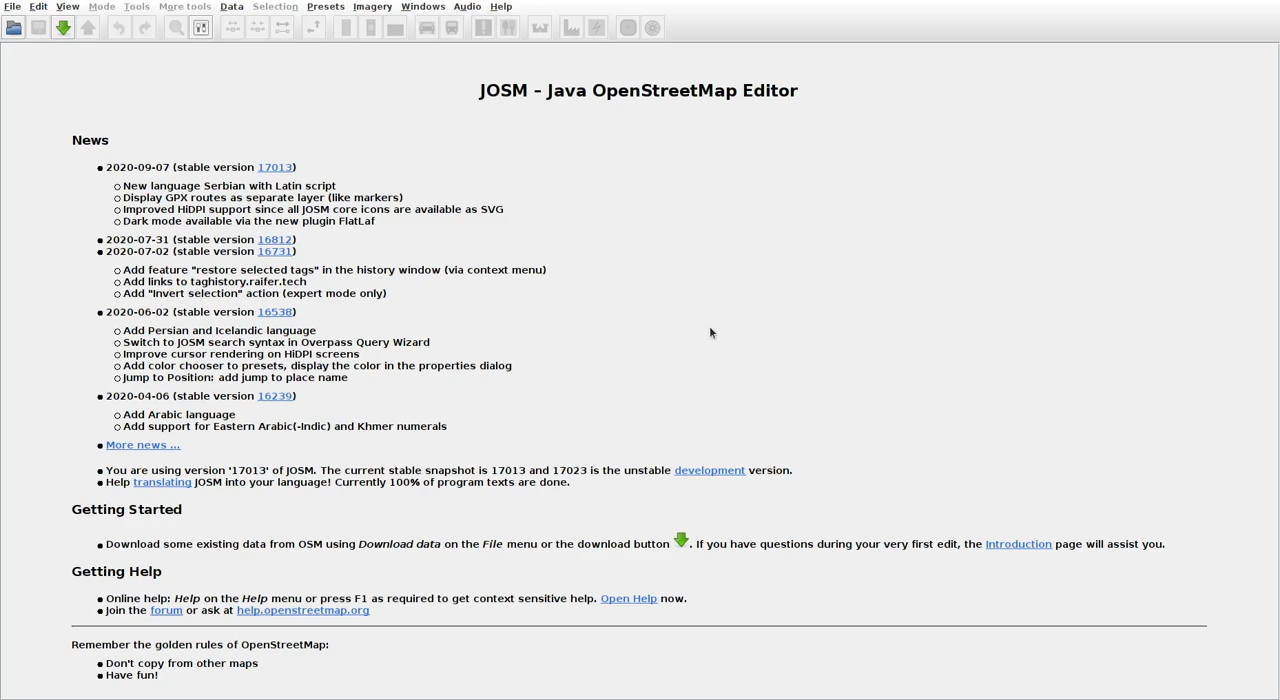 File Edit View Mode Tools More tools Data Selection Presets Imagery Windows Audio Help
JOSM – Java OpenStreetMap Editor
News
2020-09-07 (stable version 17013)
New language Serbian with Latin script
Display GPX routes as separate layer (like markers)
Improved HiDPI support since all JOSM core icons are available as SVG
Dark mode available via the new plugin FlatLaf
2020-07-31 (stable version 16812)
2020-07-02 (stable version 16731)
Add feature "restore selected tags" in the history window (via context menu)
Add links to taghistory.raifer.tech
Add "Invert selection" action (expert mode only)
2020-06-02 (stable version 16538)
Add Persian and Icelandic language
Switch to JOSM search syntax in Overpass Query Wizard
Improve cursor rendering on HiDPI screens
Add color chooser to presets, display the color in the properties dialog
Jump to Position: add jump to place name
2020-04-06 (stable version 16239)
Add Arabic language
Add support for Eastern Arabic(-Indic) and Khmer numerals
More news ...
You are using version '17013' of JOSM. The current stable snapshot is 17013 and 17023 is the unstable development version.
Help translating JOSM into your language! Currently 100% of program texts are done.
Getting Started
Download some existing data from OSM using Download data on the File menu or the download button . If you have questions during your very first edit, the Introduction page will assist you.
Getting Help
Online help: Help on the Help menu or press F1 as required to get context sensitive help. Open Help now.
Join the forum or ask at help.openstreetmap.org
Remember the golden rules of OpenStreetMap:
Don't copy from other maps
Have fun!